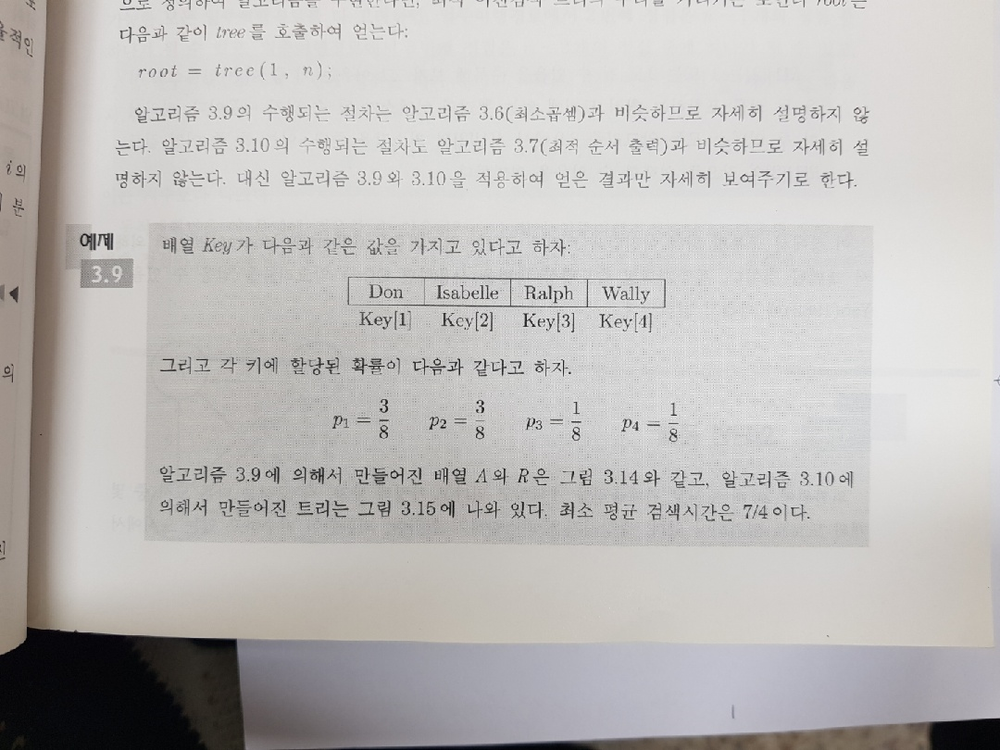 다음과 같이 tree를 호출하여 얻는다:
root = tree(1, n);
알고리즘 3.9의 수행되는 절차는 알고리즘 3.6(최소곱셈)과 비슷하므로 자세히 설명하지 않
는다. 알고리즘 3.10의 수행되는 절차도 알고리즘 3.7(최적 순서 출력)과 비슷하므로 자세히 설
명하지 않는다. 대신 알고리즘 3.9와 3.10을 적용하여 얻은 결과만 자세히 보여주기로 한다.
예제
3.9
배열 Key가 다음과 같은 값을 가지고 있다고 하자:
Don Isabelle Ralph Wally
Key[1] Key[2] Key[3] Key[4]
그리고 각 키에 할당된 확률이 다음과 같다고 하자.
p₁ = 3/8 p₂ = 3/8 p₃ = 1/8 p₄ = 1/8
알고리즘 3.9에 의해서 만들어진 배열 A와 R은 그림 3.14와 같고, 알고리즘 3.10에
의해서 만들어진 트리는 그림 3.15에 나와 있다. 최소 평균 검색시간은 7/4이다.
율적인
i의
분
의